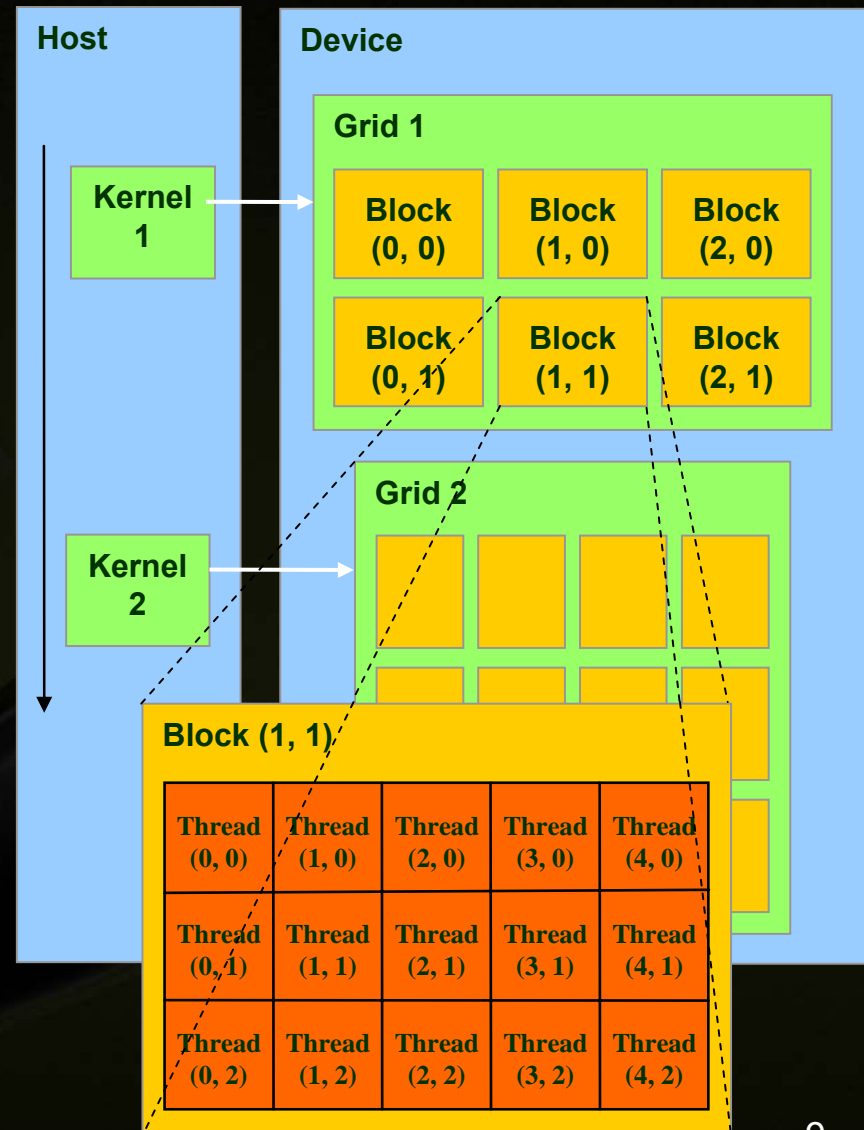 Host
Device
Grid 1
Kernel
1
Block
(0, 0)
Block
(1, 0)
Block
(2, 0)
Block
(0, 1)
Block
(1, 1)
Block
(2, 1)
Grid 2
Kernel
2
Block (1, 1)
Thread
(0, 0)
Thread
(1, 0)
Thread
(2, 0)
Thread
(3, 0)
Thread
(4, 0)
Thread
(0, 1)
Thread
(1, 1)
Thread
(2, 1)
Thread
(3, 1)
Thread
(4, 1)
Thread
(0, 2)
Thread
(1, 2)
Thread
(2, 2)
Thread
(3, 2)
Thread
(4, 2)